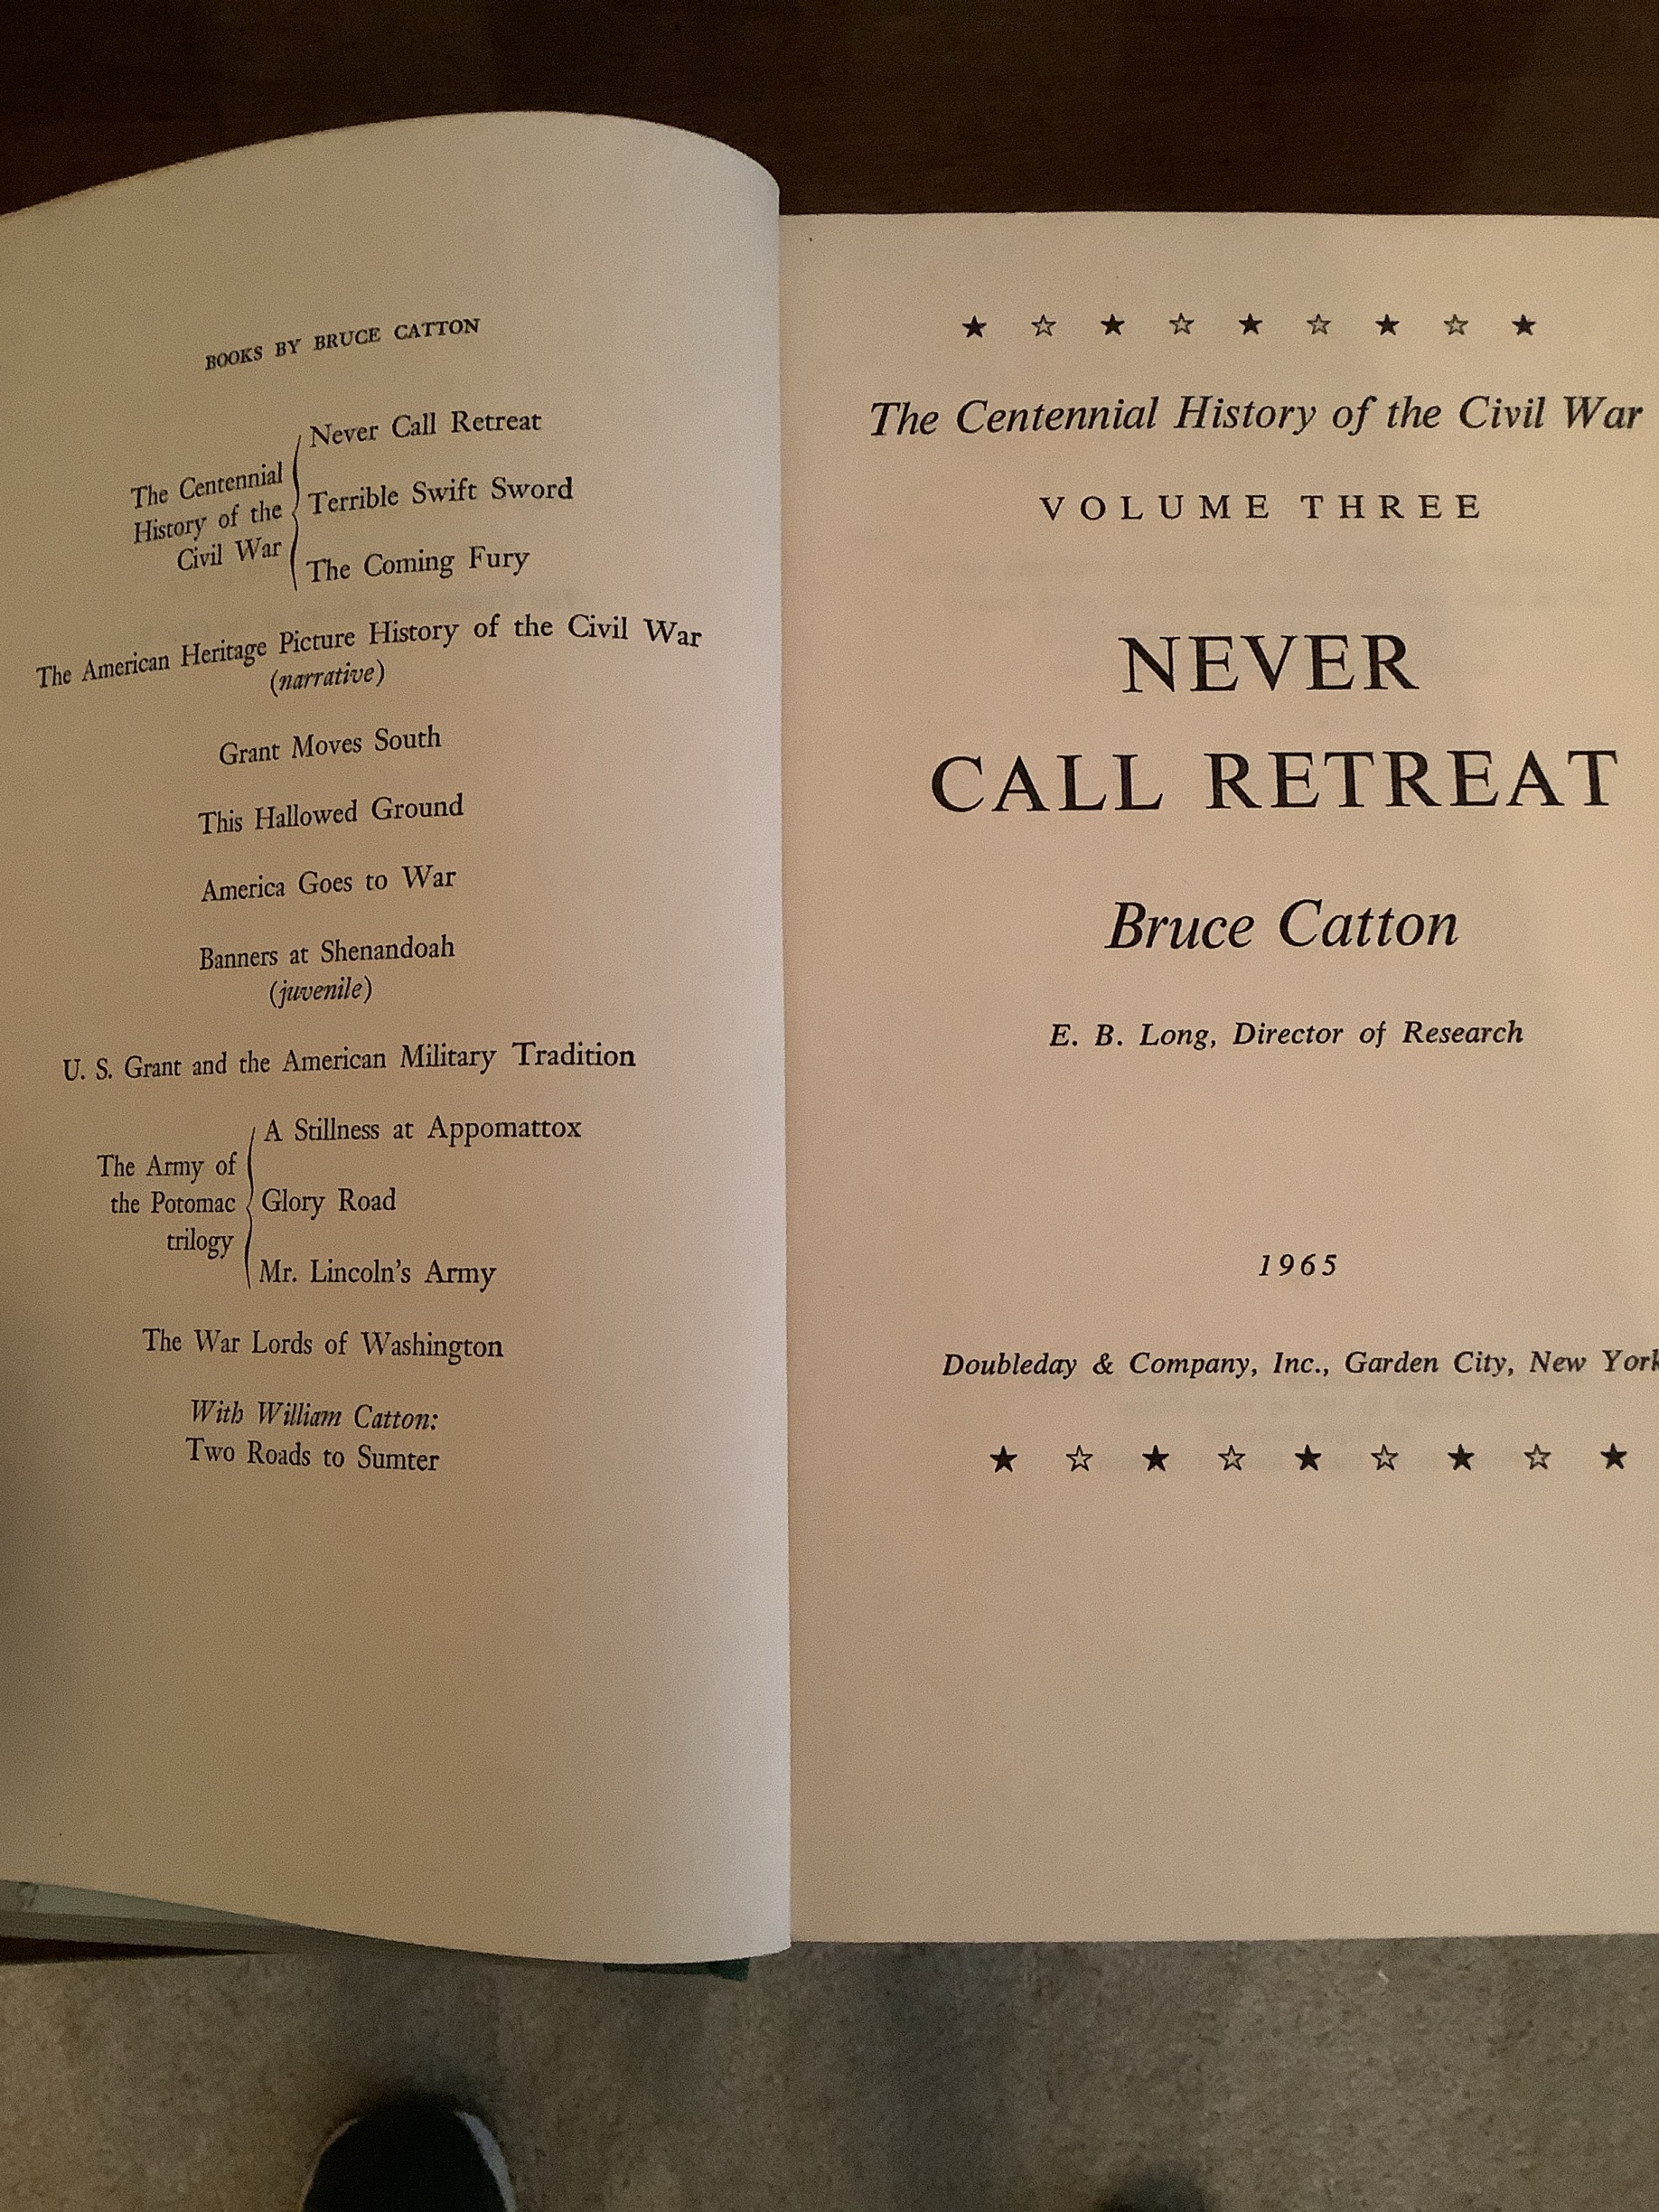 BOOKS BY BRUCE CATTON
The Centennial
History of the
Civil War
Never Call Retreat
Terrible Swift Sword
The Coming Fury
The American Heritage Picture History of the Civil War
(narrative)
Grant Moves South
This Hallowed Ground
America Goes to War
Banners at Shenandoah
(juvenile)
U. S. Grant and the American Military Tradition
The Army of
the Potomac
trilogy
A Stillness at Appomattox
Glory Road
Mr. Lincoln's Army
The War Lords of Washington
With William Catton:
Two Roads to Sumter
The Centennial History of the Civil War
VOLUME THREE
NEVER
CALL RETREAT
Bruce Catton
E. B. Long, Director of Research
1965
Doubleday & Company, Inc., Garden City, New York